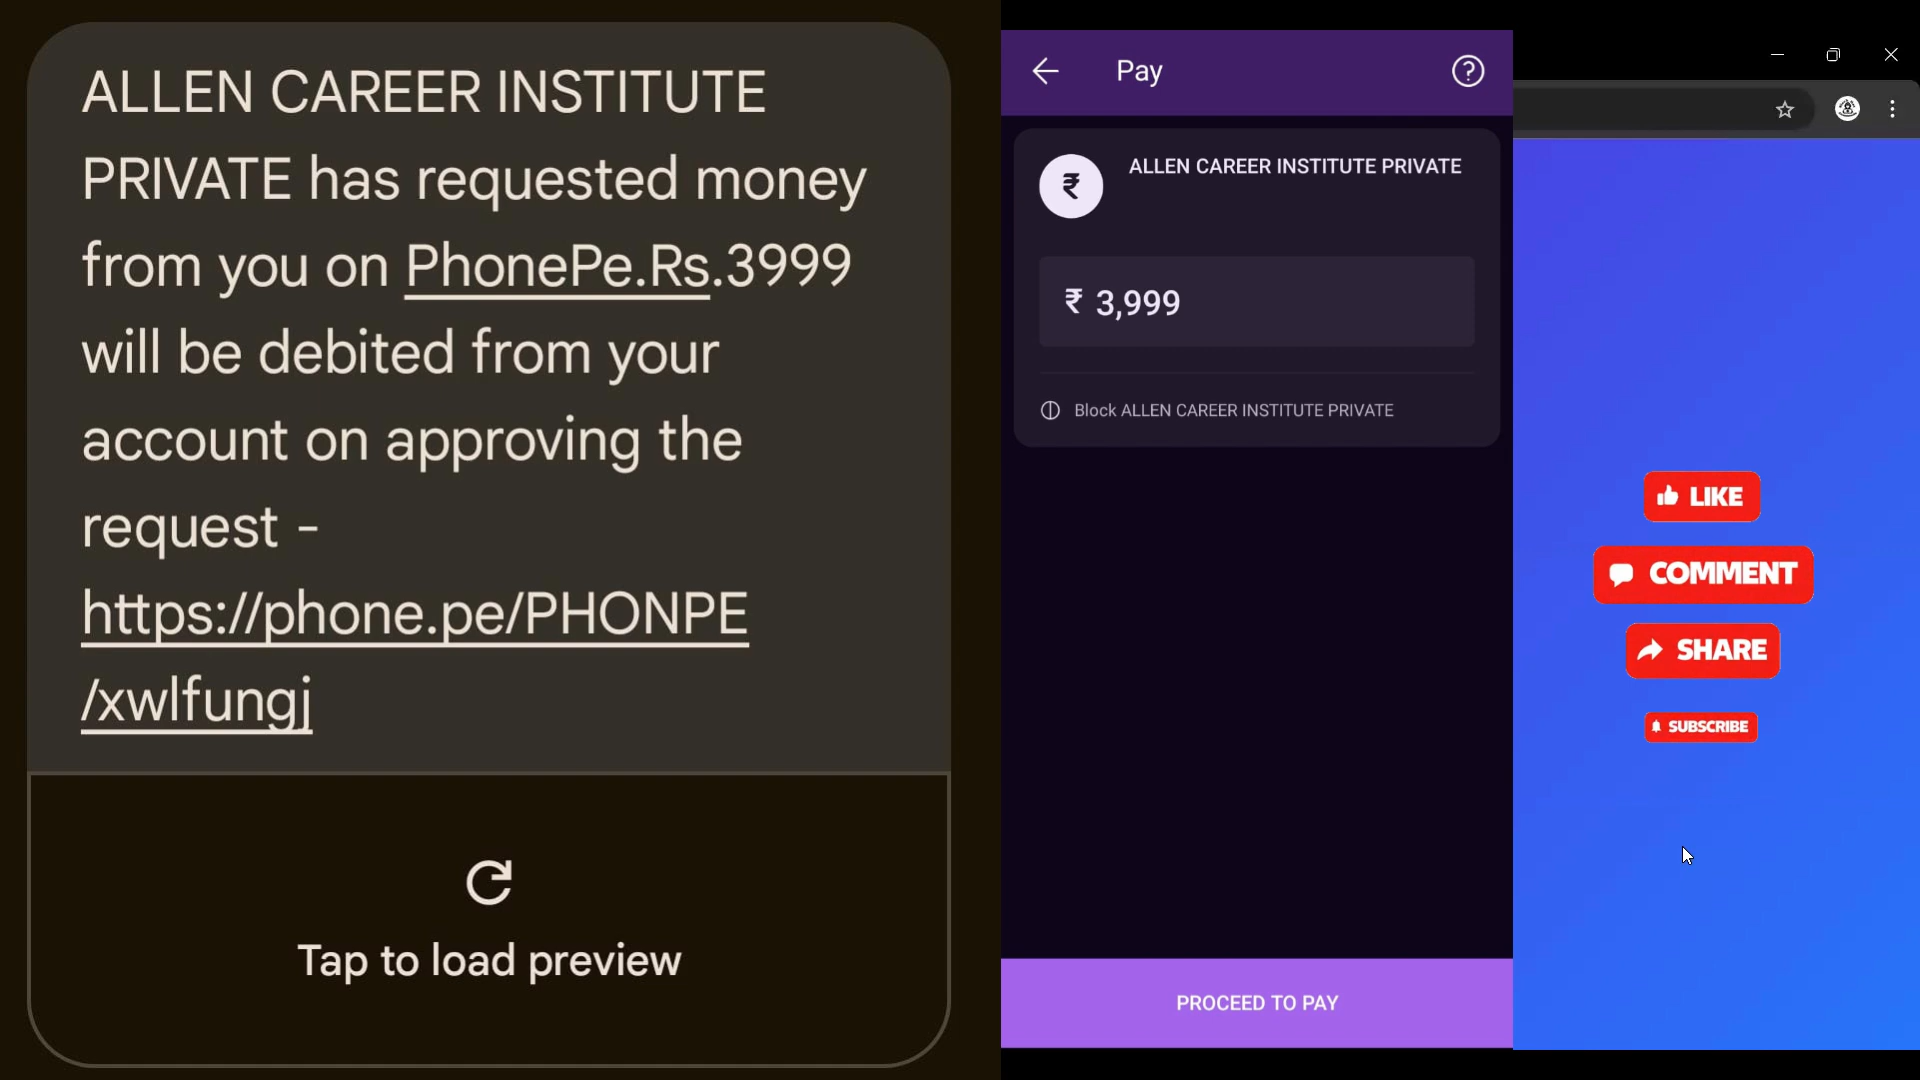 ALLEN CAREER INSTITUTE
PRIVATE has requested money
from you on PhonePe.Rs.3999
will be debited from your
account on approving the
request -
https://phone.pe/PHONPE
/xwlfungj
Tap to load preview
Pay
ALLEN CAREER INSTITUTE PRIVATE
₹ 3,999
Block ALLEN CAREER INSTITUTE PRIVATE
PROCEED TO PAY
LIKE
COMMENT
SHARE
SUBSCRIBE